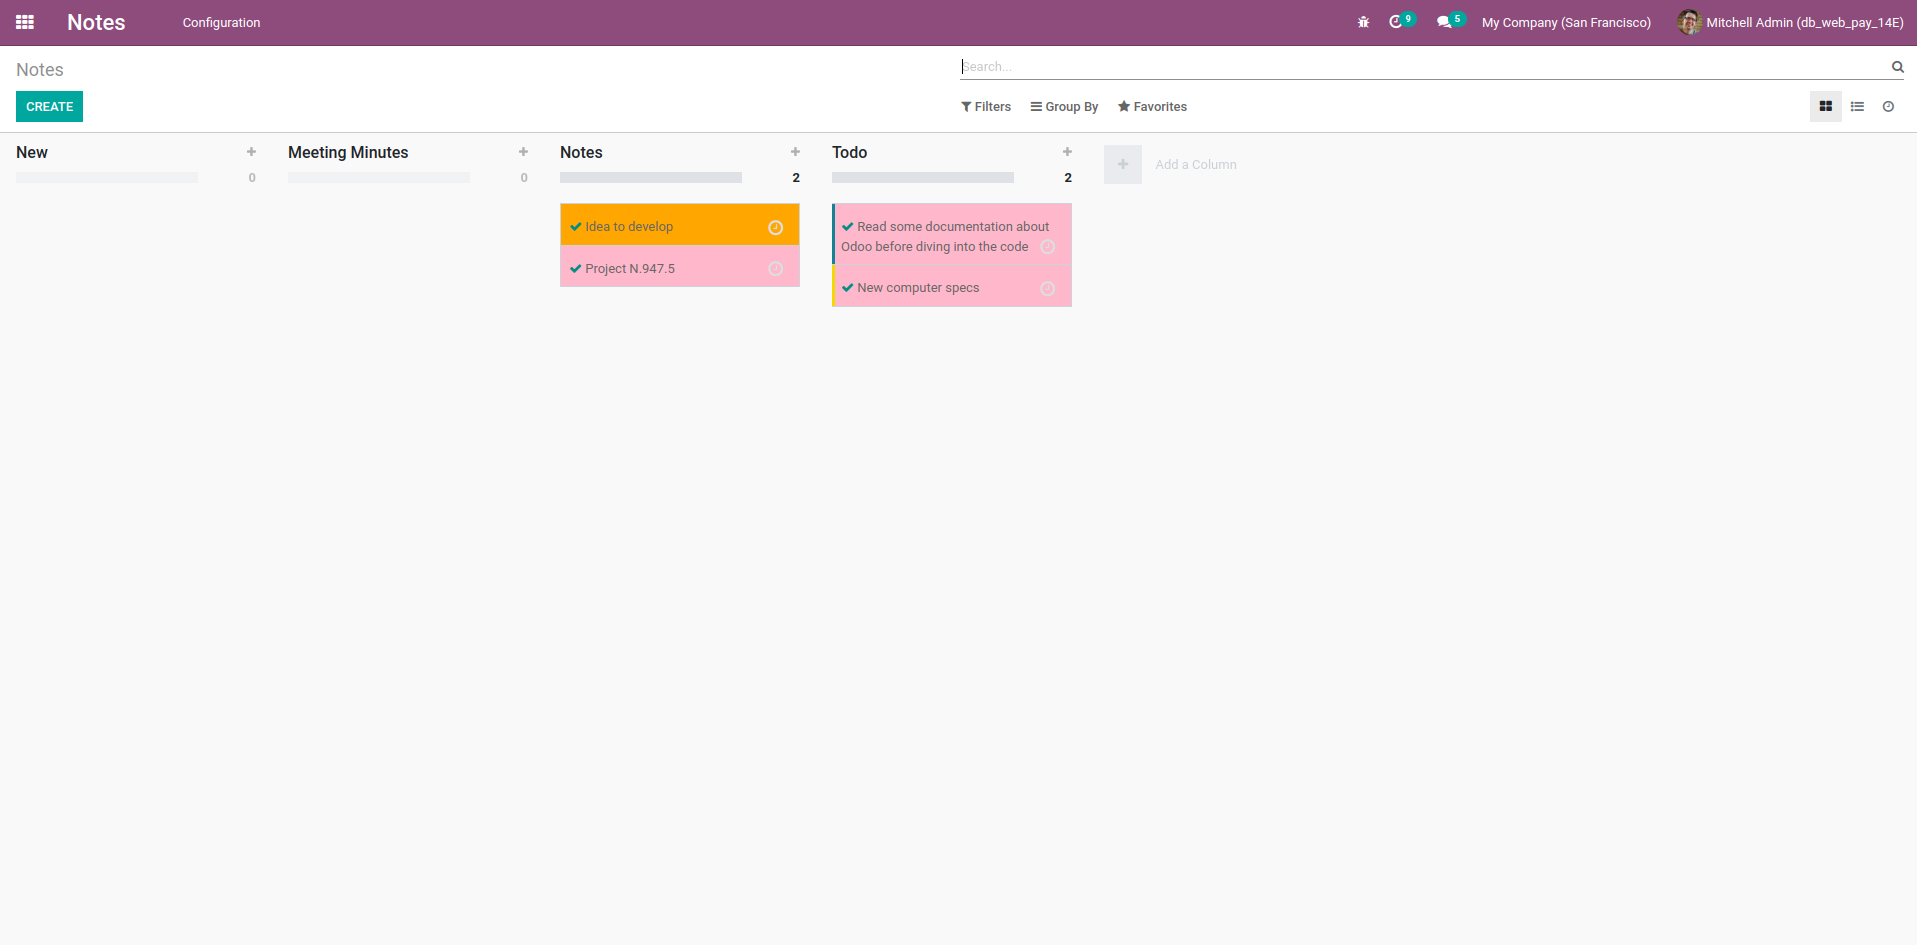 Notes
Configuration
9
5
My Company (San Francisco)
Mitchell Admin (db_web_pay_14E)
Notes
Search...
CREATE
Filters
Group By
Favorites
New
0
Meeting Minutes
0
Notes
2
Idea to develop
Project N.947.5
Todo
2
Read some documentation about
Odoo before diving into the code
New computer specs
Add a Column